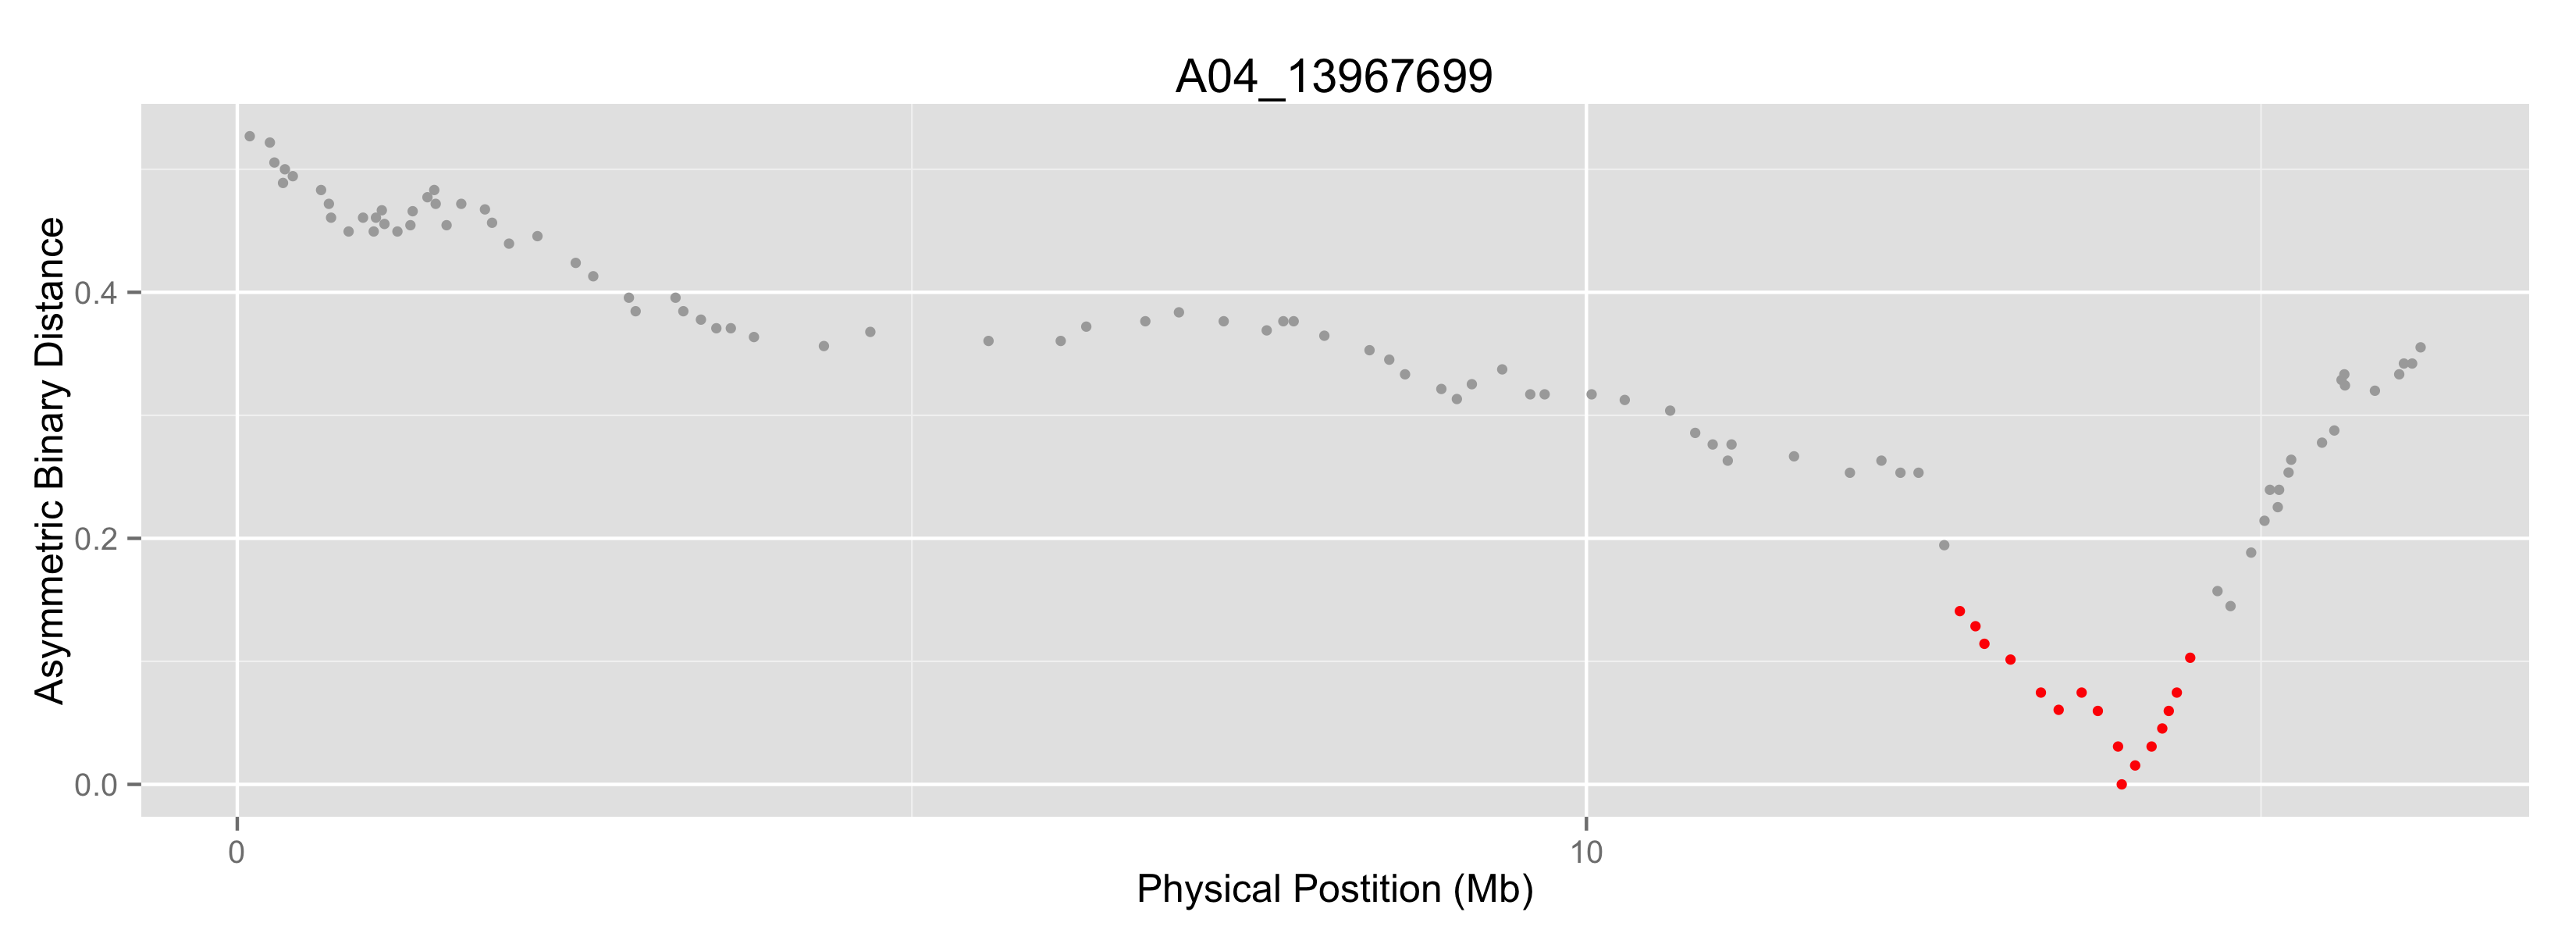 A04_13967699
Asymmetric Binary Distance
0.4
0.2
0.0
0
10
Physical Postition (Mb)